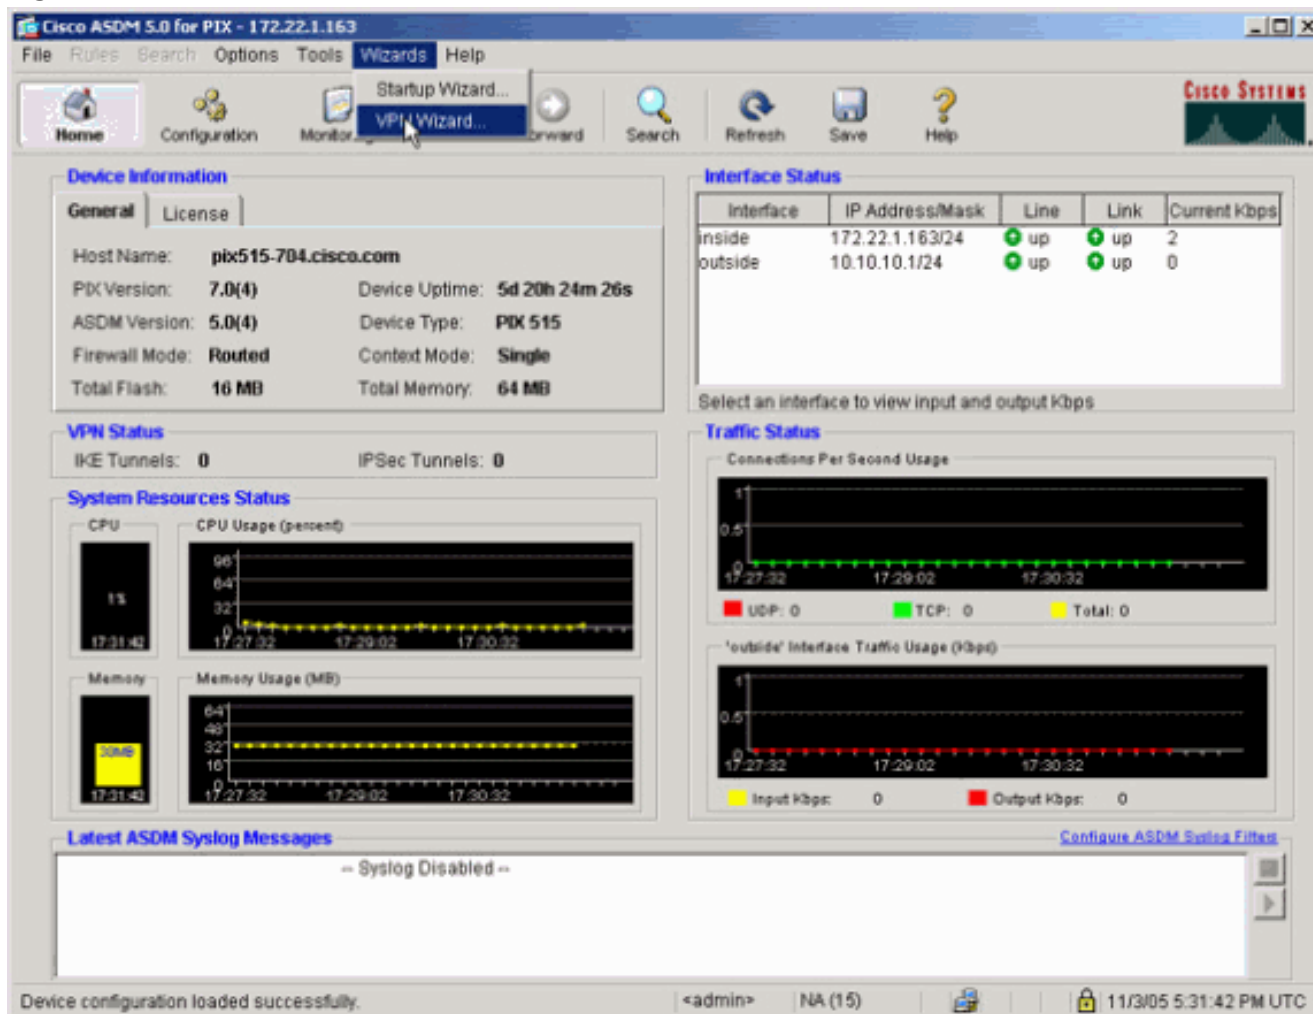 Cisco ASDM 5.0 for PIX - 172.22.1.163
File Rules Search Options Tools Wizards Help
Startup Wizard...
VPN Wizard...
Home Configuration Search Refresh Save Help
CISCO SYSTEMS
Device Information
General License
Host Name: pix515-704.cisco.com
PIX Version: 7.0(4) Device Uptime: 5d 20h 24m 26s
ASDM Version: 5.0(4) Device Type: PIX 515
Firewall Mode: Routed Context Mode: Single
Total Flash: 16 MB Total Memory: 64 MB
Interface Status
Interface IP Address/Mask Line Link Current Kbps
inside 172.22.1.163/24 up up 2
outside 10.10.10.1/24 up up 0
Select an interface to view input and output Kbps
VPN Status
IKE Tunnels: 0 IPSec Tunnels: 0
System Resources Status
CPU
1%
17:31:42
CPU Usage (percent)
96
64
32
0
17:27:32 17:29:02 17:30:32
Memory
33MB
17:31:42
Memory Usage (MB)
64
48
32
16
0
17:27:32 17:29:02 17:30:32
Traffic Status
Connections Per Second Usage
1
0.5
0
17:27:32 17:29:02 17:30:32
UDP: 0 TCP: 0 Total: 0
'outside' Interface Traffic Usage (Kbps)
1
0.5
0
17:27:32 17:29:02 17:30:32
Input Kbps: 0 Output Kbps: 0
Latest ASDM Syslog Messages
Configure ASDM Syslog Filters
-- Syslog Disabled --
Device configuration loaded successfully. <admin> NA (15) 11/3/05 5:31:42 PM UTC